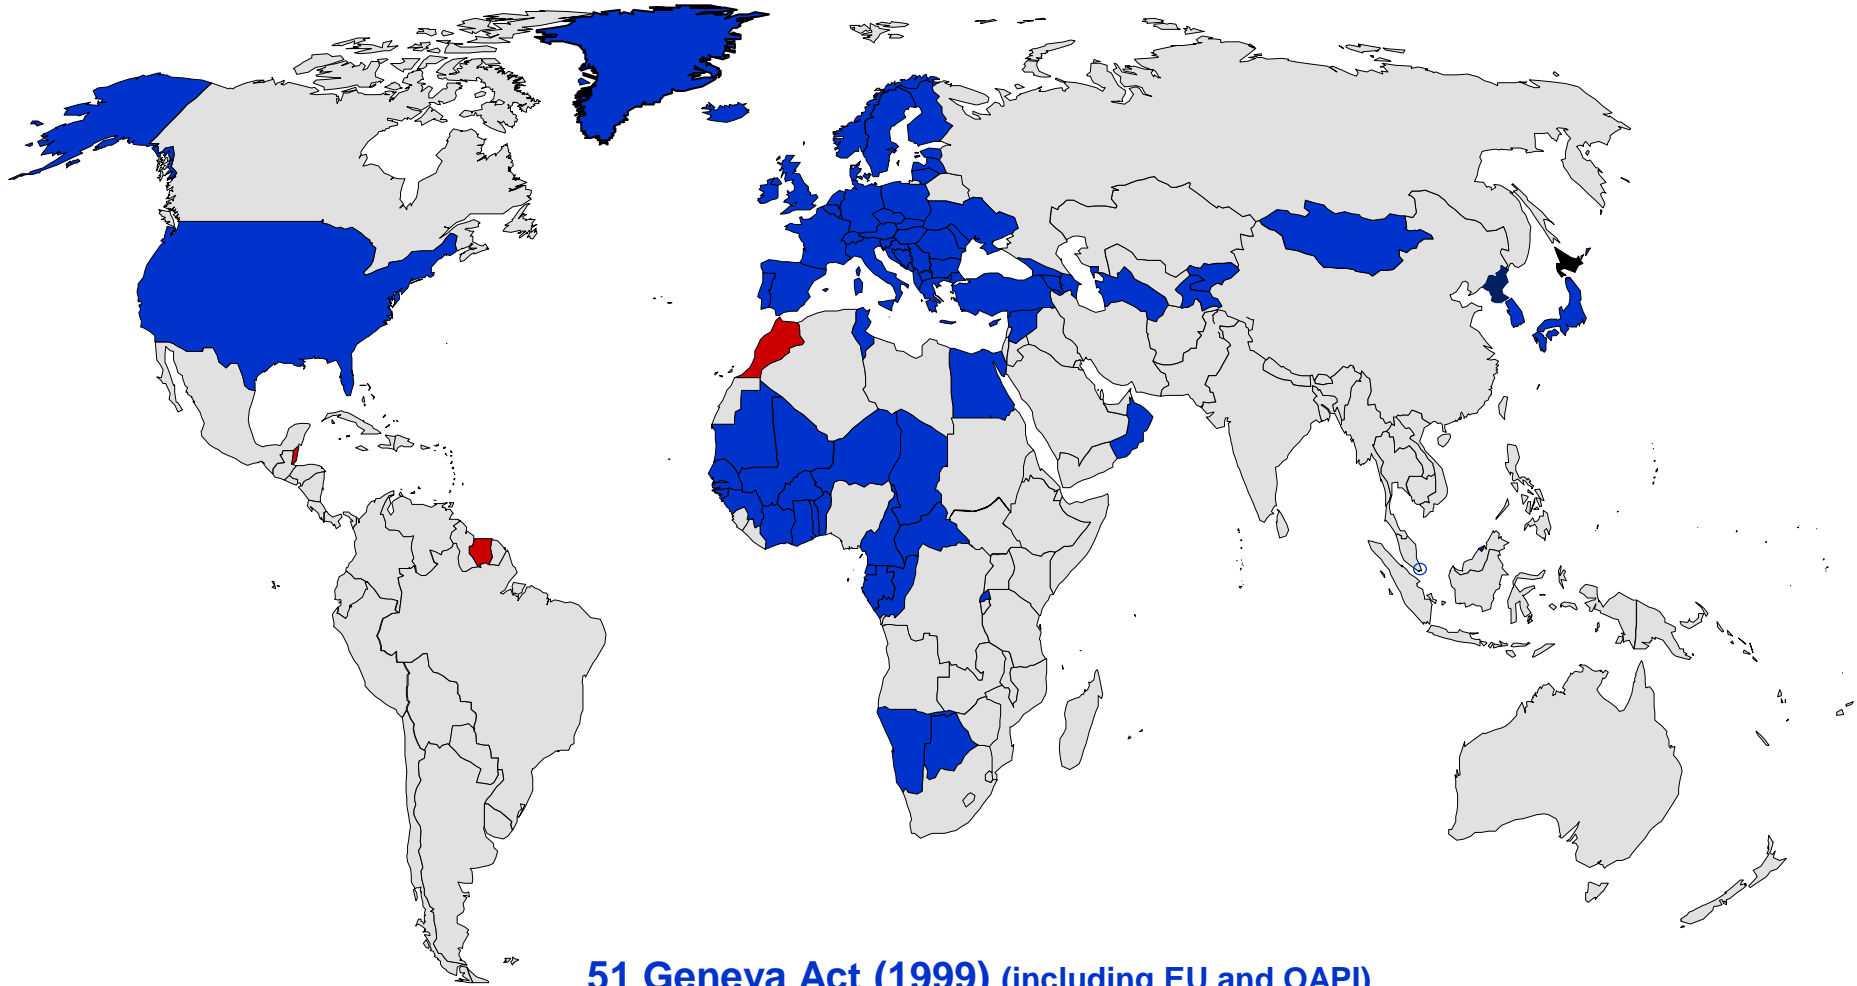 51 Geneva Act (1999) (including EU and OAPI)